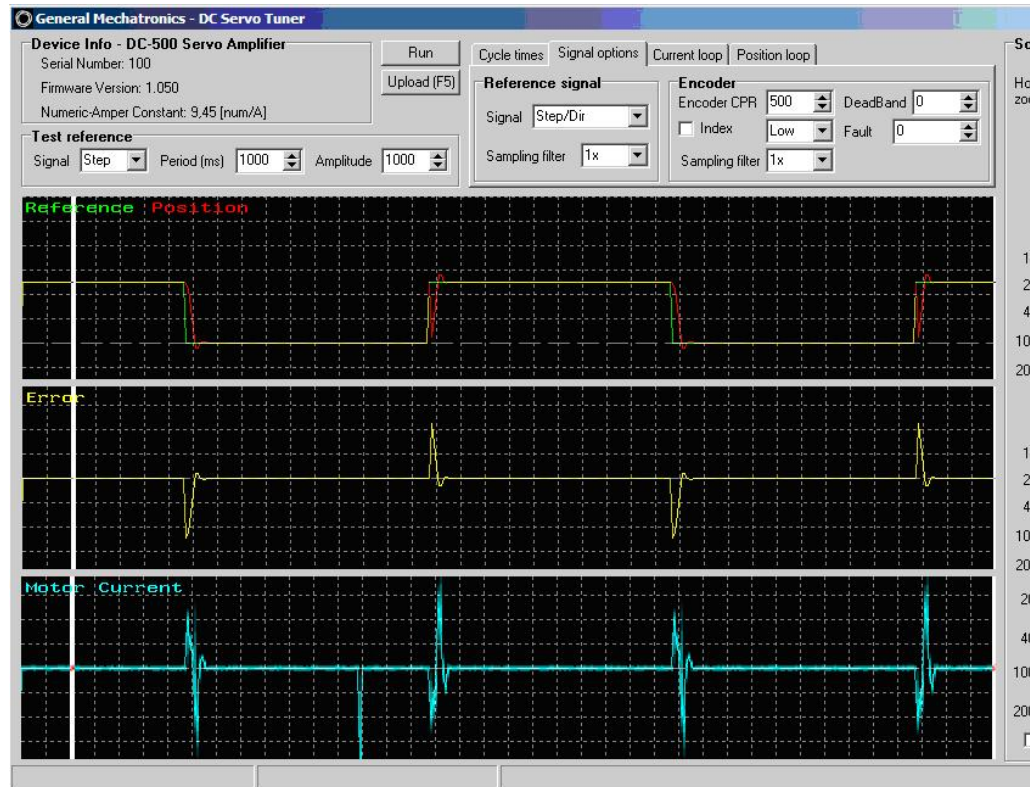 General Mechatronics - DC Servo Tuner
Device Info - DC-500 Servo Amplifier
Serial Number: 100
Firmware Version: 1.050
Numeric-Amper Constant: 9,45 [num/A]
Run
Upload (F5)
Test reference
Signal Step Period (ms) 1000 Amplitude 1000
Cycle times Signal options Current loop Position loop
Reference signal
Signal Step/Dir
Sampling filter 1x
Encoder
Encoder CPR 500 DeadBand 0
Index Low Fault 0
Sampling filter 1x
Reference Position
Error
Motor Current